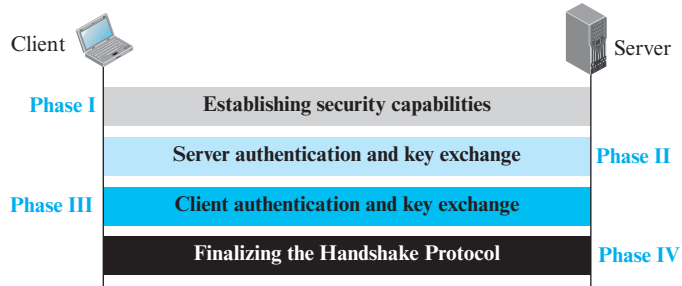 Client
Server
Phase I
Establishing security capabilities
Server authentication and key exchange
Phase II
Phase III
Client authentication and key exchange
Finalizing the Handshake Protocol
Phase IV